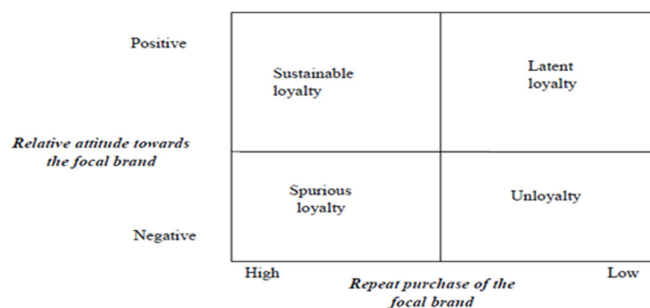 Positive
Sustainable
loyalty
Latent
loyalty
Relative attitude towards
the focal brand
Spurious
loyalty
Unloyalty
Negative
High
Low
Repeat purchase of the
focal brand